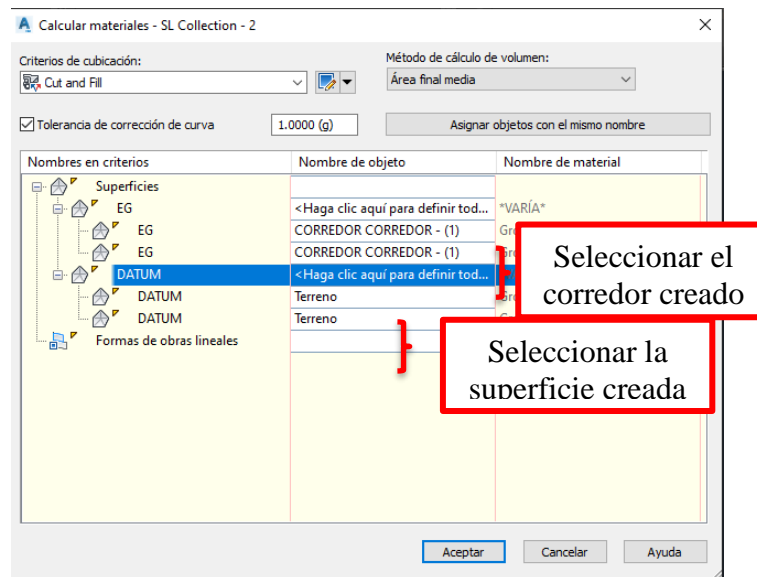 Calcular materiales - SL Collection - 2
Criterios de cubicación:
Método de cálculo de volumen:
Cut and Fill
Área final media
Tolerancia de corrección de curva
1.0000 (g)
Asignar objetos con el mismo nombre
Nombres en criterios
Nombre de objeto
Nombre de material
Superficies
EG
<Haga clic aquí para definir tod...
*VARÍA*
EG
CORREDOR CORREDOR - (1)
EG
CORREDOR CORREDOR - (1)
DATUM
<Haga clic aquí para definir tod...
DATUM
Terreno
DATUM
Terreno
Formas de obras lineales
Seleccionar el
corredor creado
Seleccionar la
superficie creada
Aceptar
Cancelar
Ayuda